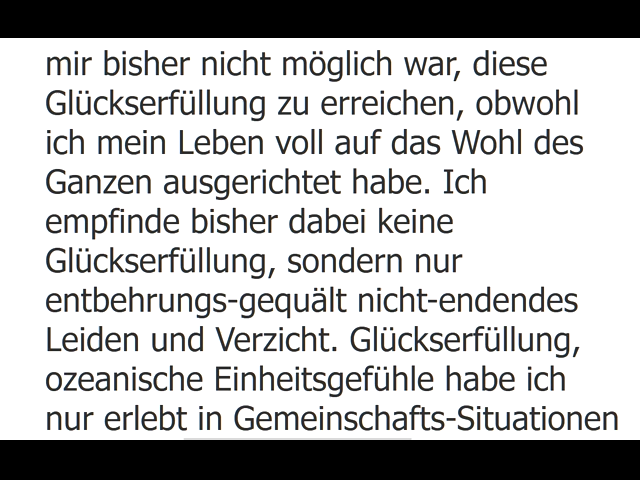 mir bisher nicht möglich war, diese
Glückserfüllung zu erreichen, obwohl
ich mein Leben voll auf das Wohl des
Ganzen ausgerichtet habe. Ich
empfinde bisher dabei keine
Glückserfüllung, sondern nur
entbehrungs-gequält nicht-endendes
Leiden und Verzicht. Glückserfüllung,
ozeanische Einheitsgefühle habe ich
nur erlebt in Gemeinschafts-Situationen